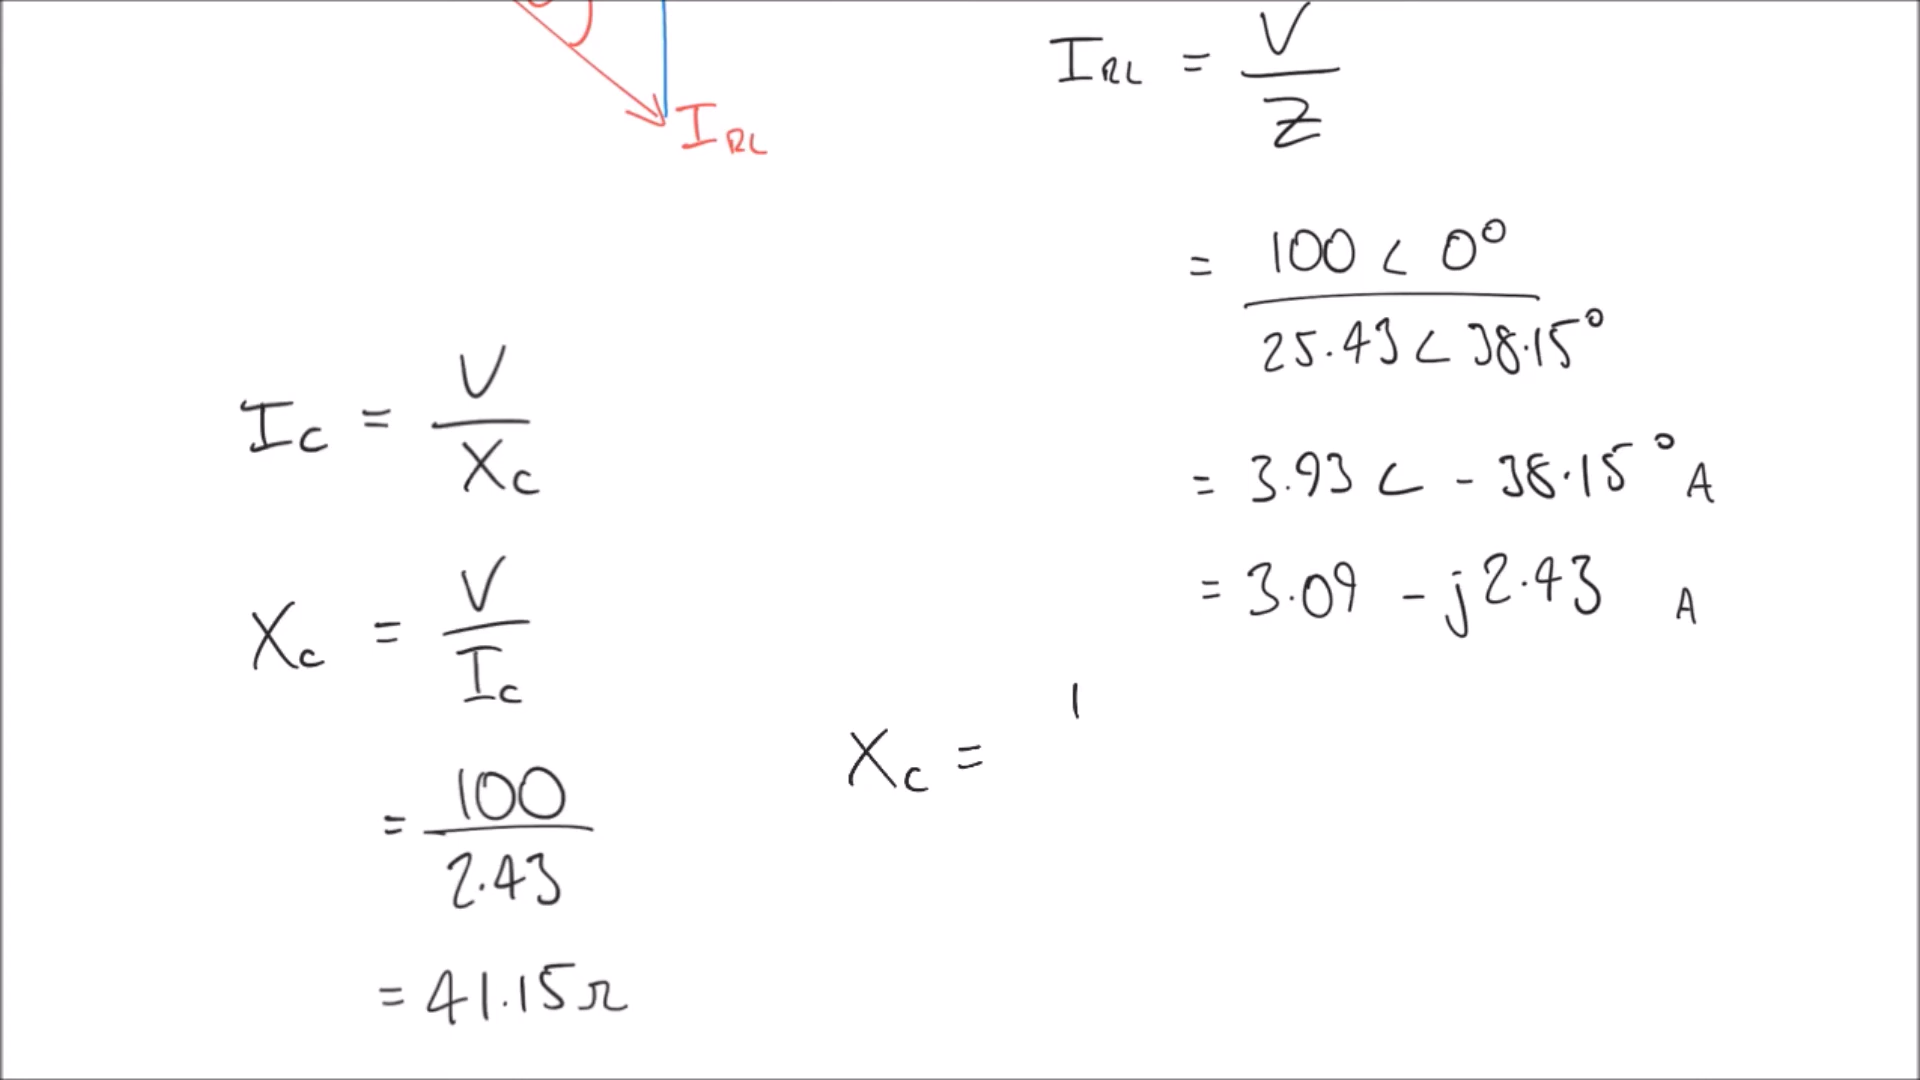 I_RL
I_RL = V / Z
= 100 < 0° / 25.43 < 38.15°
= 3.93 < - 38.15° A
= 3.09 - j2.43 A
I_C = V / X_C
X_C = V / I_C
= 100 / 2.43
= 41.15Ω
X_C = 1